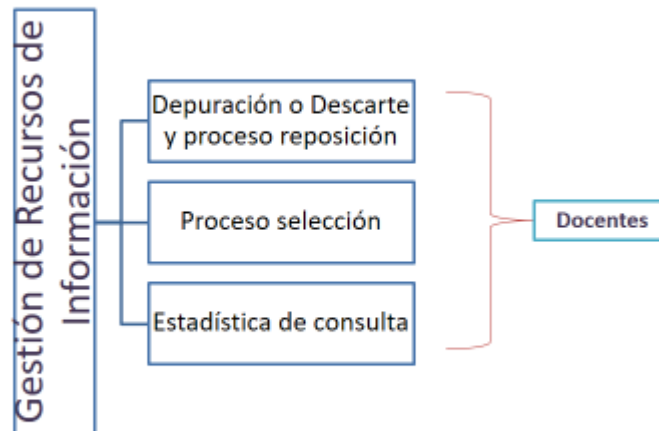 Gestión de Recursos de
Información
Depuración o Descarte
y proceso reposición
Proceso selección
Estadística de consulta
Docentes